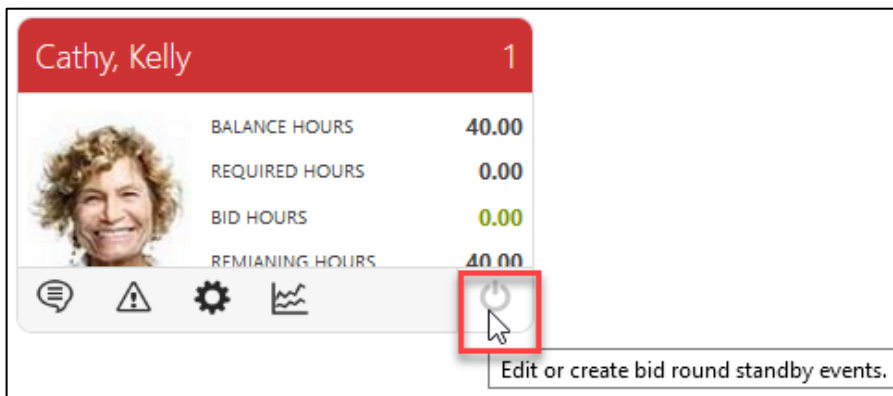 Cathy, Kelly 1
BALANCE HOURS 40.00
REQUIRED HOURS 0.00
BID HOURS 0.00
REMIANING HOURS 40.00
Edit or create bid round standby events.